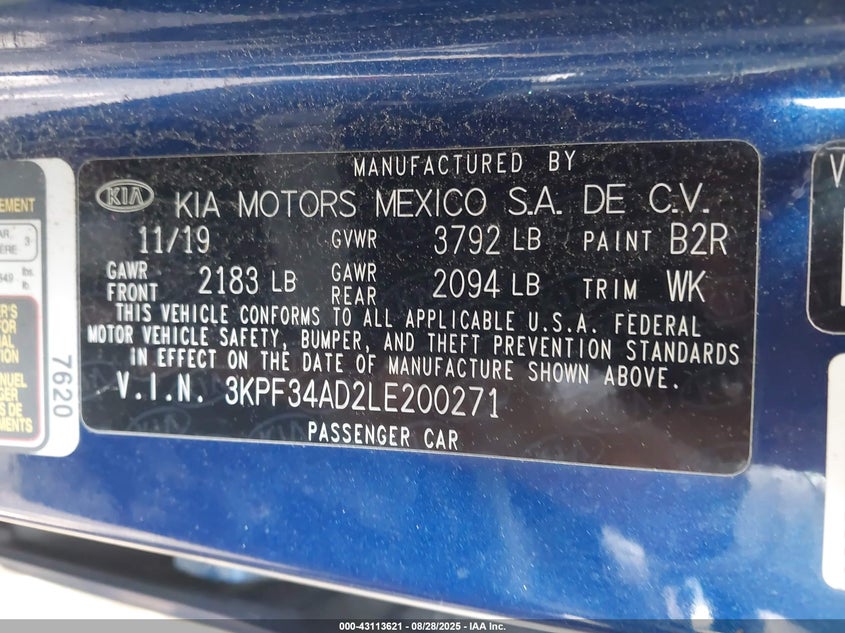 MANUFACTURED BY
KIA KIA MOTORS MEXICO S.A. DE C.V.
11/19 GVWR 3792 LB PAINT B2R
GAWR FRONT 2183 LB GAWR REAR 2094 LB TRIM WK
THIS VEHICLE CONFORMS TO ALL APPLICABLE U.S.A. FEDERAL
MOTOR VEHICLE SAFETY, BUMPER, AND THEFT PREVENTION STANDARDS
IN EFFECT ON THE DATE OF MANUFACTURE SHOWN ABOVE.
V.I.N. 3KPF34AD2LE200271
PASSENGER CAR
7620
000-43113621 - 08/28/2025 - IAA Inc.